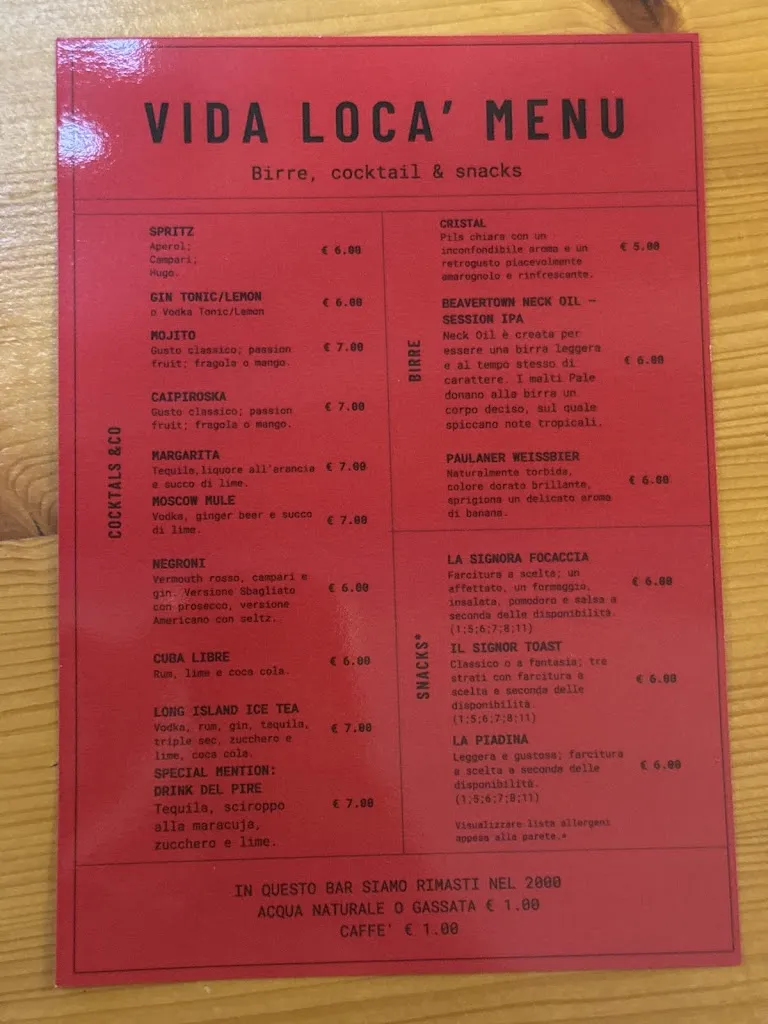 VIDA LOCA' MENU
Birre, cocktail & snacks
COCKTALS &CO
SPRITZ
€ 6.00
Aperol;
Campari;
Hugo.
GIN TONIC/LEMON
€ 6.00
o Vodka Tonic/Lemon
MOJITO
€ 7.00
Gusto classico; passion
fruit; fragola o mango.
CAIPIROSKA
€ 7.00
Gusto classico; passion
fruit; fragola o mango.
MARGARITA
€ 7.00
Tequila,liquore all'arancia
e succo di lime.
MOSCOW MULE
€ 7.00
Vodka, ginger beer e succo
di lime.
NEGRONI
€ 6.00
Vermouth rosso, campari e
gin. Versione Sbagliato
con prosecco, versione
Americano con seltz.
CUBA LIBRE
€ 6.00
Rum, lime e coca cola.
LONG ISLAND ICE TEA
€ 7.00
Vodka, rum, gin, tequila,
triple sec, zucchero e
lime, coca cola.
SPECIAL MENTION:
DRINK DEL PIRE
€ 7.00
Tequila, sciroppo
alla maracuja,
zucchero e lime.
BIRRE
CRISTAL
€ 5.00
Pils chiara con un
inconfondibile aroma e un
retrogusto piacevolmente
amarognolo e rinfrescante.
BEAVERTOWN NECK OIL –
SESSION IPA
€ 6.00
Neck Oil è creata per
essere una birra leggera
e al tempo stesso di
carattere. I malti Pale
donano alla birra un
corpo deciso, sul quale
spiccano note tropicali.
PAULANER WEISSBIER
€ 6.00
Naturalmente torbida,
colore dorato brillante,
sprigiona un delicato aroma
di banana.
SNACKS*
LA SIGNORA FOCACCIA
€ 6.00
Farcitura a scelta; un
affettato, un formaggio,
insalata, pomodoro e salsa a
seconda delle disponibilità.
(1;5;6;7;8;11)
IL SIGNOR TOAST
€ 6.00
Classico o a fantasia; tre
strati con farcitura a
scelta a seconda delle
disponibilità.
(1;5;6;7;8;11)
LA PIADINA
€ 6.00
Leggera e gustosa; farcitura
a scelta a seconda delle
disponibilità.
(1;5;6;7;8;11)
Visualizzare lista allergeni
appesa alla parete.*
IN QUESTO BAR SIAMO RIMASTI NEL 2000
ACQUA NATURALE O GASSATA € 1.00
CAFFE' € 1.00